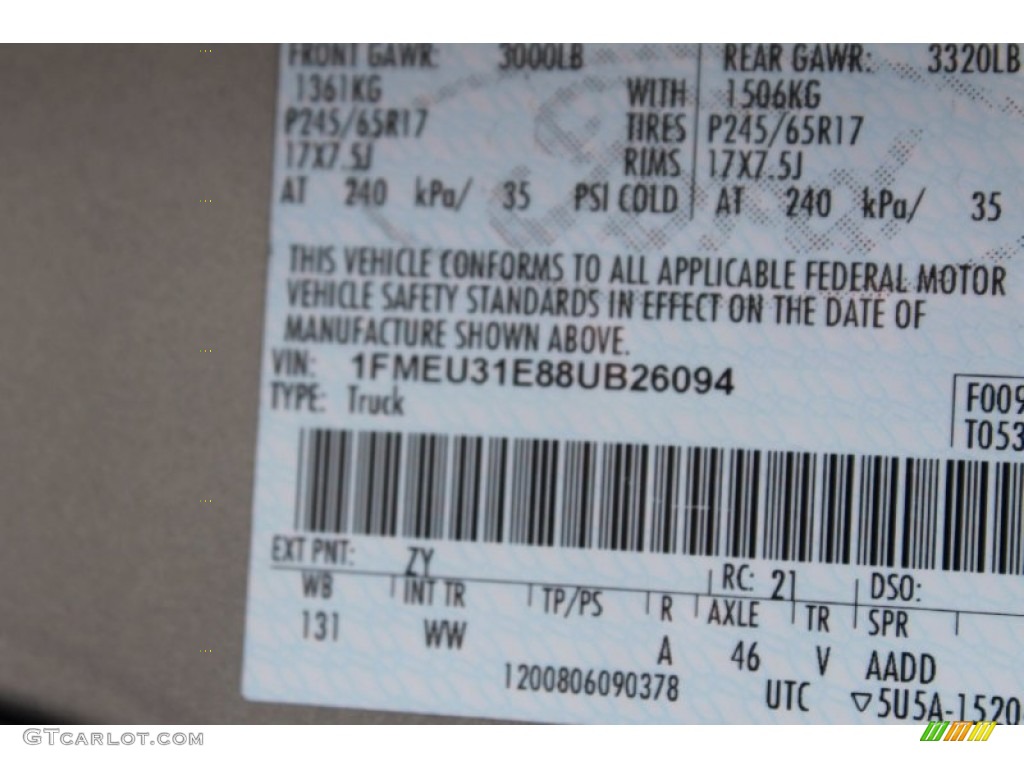 FRONT GAWR: 3000LB REAR GAWR: 3320LB
1361KG WITH 1506KG
P245/65R17 TIRES P245/65R17
17X7.5J RIMS 17X7.5J
AT 240 kPa/ 35 PSI COLD AT 240 kPa/ 35
THIS VEHICLE CONFORMS TO ALL APPLICABLE FEDERAL MOTOR
VEHICLE SAFETY STANDARDS IN EFFECT ON THE DATE OF
MANUFACTURE SHOWN ABOVE.
VIN: 1FMEU31E88UB26094
TYPE: Truck
F009
T053
EXT PNT: ZY RC: 21 DSO:
WB INT TR TP/PS R AXLE TR SPR
131 WW A 46 V AADD
1200806090378 UTC ▽5U5A-1520
GTCarlot.com